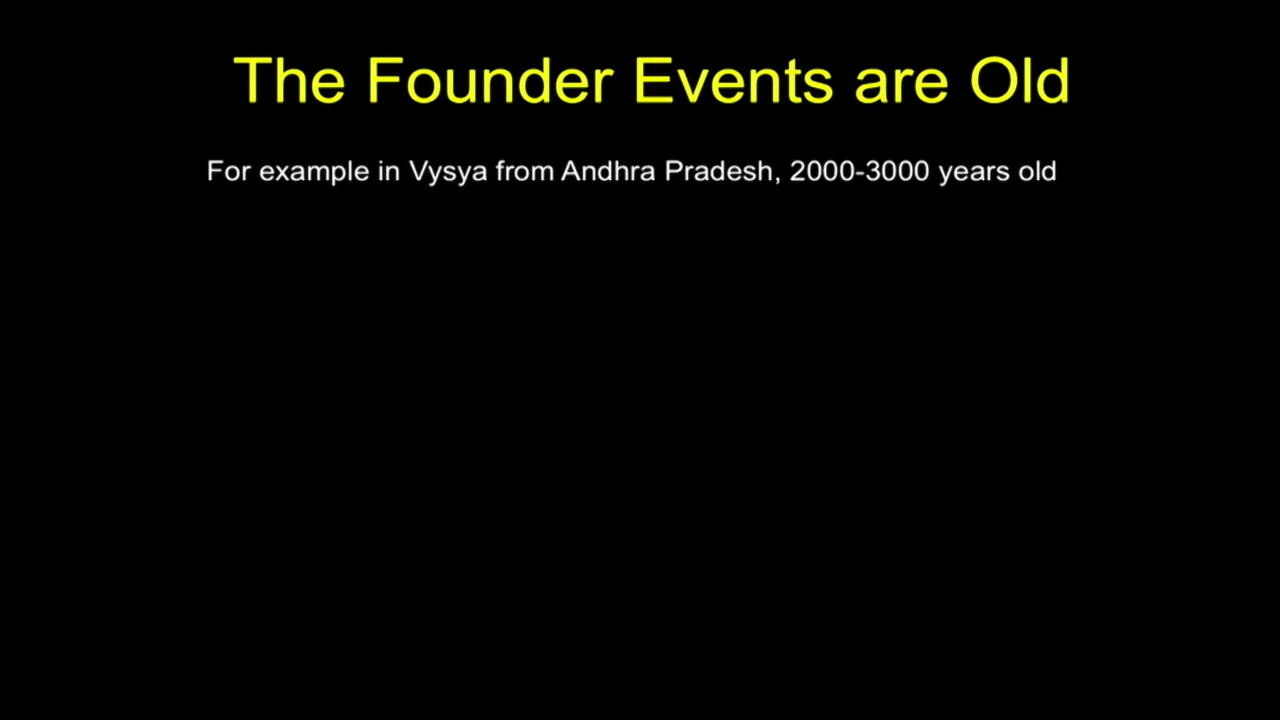 The Founder Events are Old
For example in Vysya from Andhra Pradesh, 2000-3000 years old